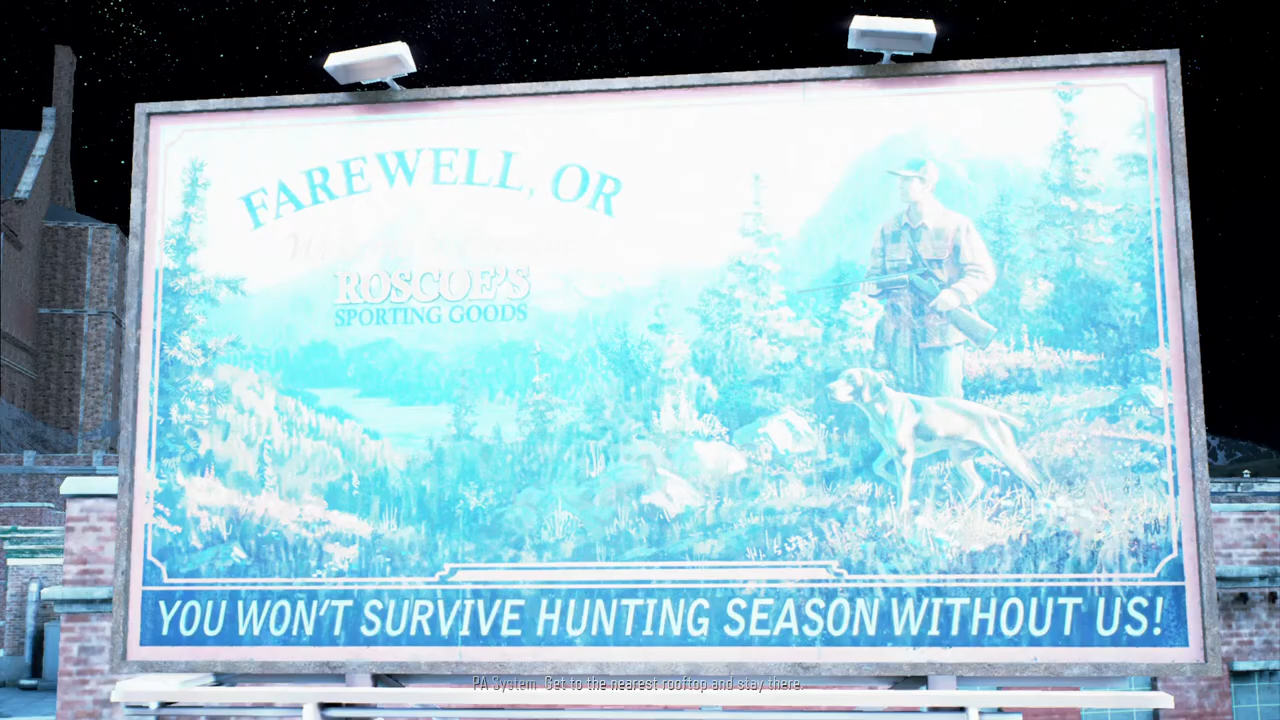 FAREWELL, OR
ROSCOE'S
SPORTING GOODS
YOU WON'T SURVIVE HUNTING SEASON WITHOUT US!
PA System: Get to the nearest rooftop and stay there.